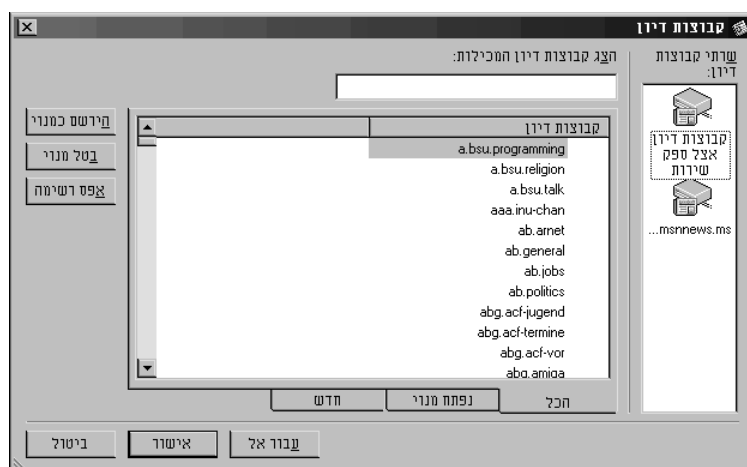 קבוצות דיון
שרתי קבוצות
דיון:
קבוצות דיון
אצל ספק
שירות
msnnews.ms...
הצג קבוצות דיון המכילות:
קבוצות דיון
a.bsu.programming
a.bsu.religion
a.bsu.talk
aaa.inu-chan
ab.arnet
ab.general
ab.jobs
ab.politics
abg.acf-jugend
abg.acf-termine
abg.acf-vor
abg.amiga
הכל
נפתח מנוי
חדש
הירשם כמנוי
בטל מנוי
אפס רשימה
עבור אל
אישור
ביטול